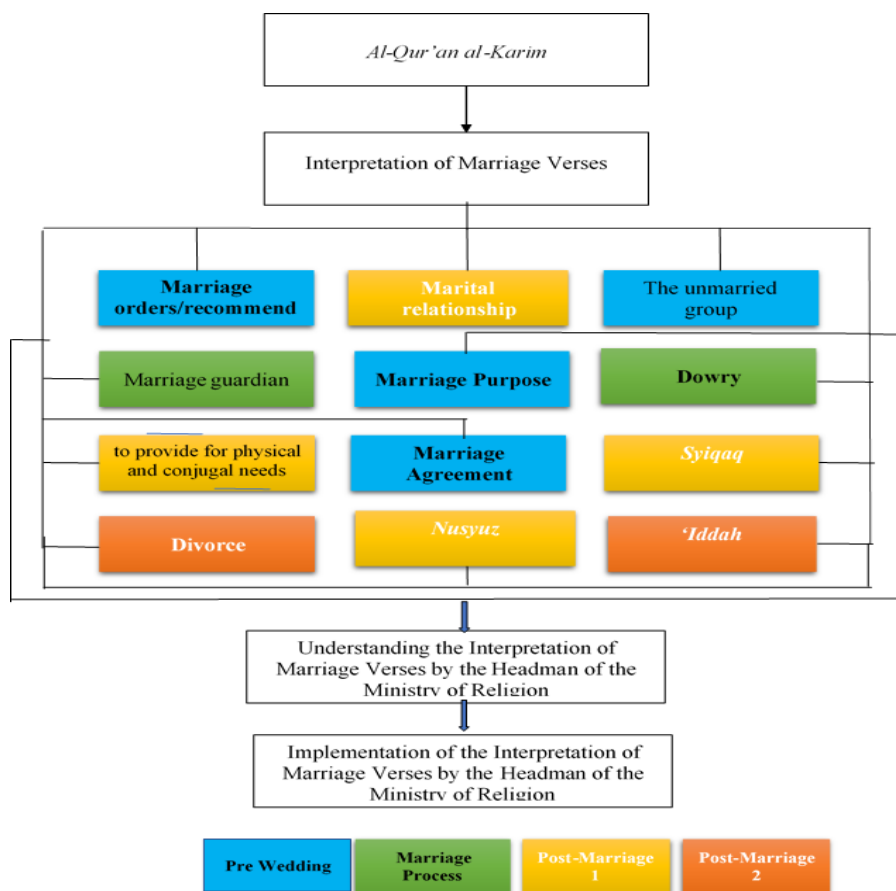 Al-Qur’an al-Karim
Interpretation of Marriage Verses
Marriage
orders/recommend
Marital
relationship
The unmarried
group
Marriage guardian
Marriage Purpose
Dowry
to provide for physical
and conjugal needs
Marriage
Agreement
Syiqaq
Divorce
Nusyuz
‘Iddah
Understanding the Interpretation of
Marriage Verses by the Headman of the
Ministry of Religion
Implementation of the Interpretation of
Marriage Verses by the Headman of the
Ministry of Religion
Pre Wedding
Marriage
Process
Post-Marriage
1
Post-Marriage
2